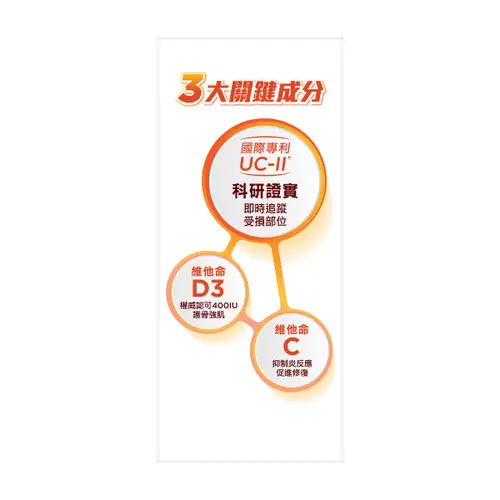 3大關鍵成分
國際專利
UC-II®
科研證實
即時追蹤
受損部位
維他命
D3
權威認可400IU
護骨強肌
維他命
C
抑制炎反應
促進修復